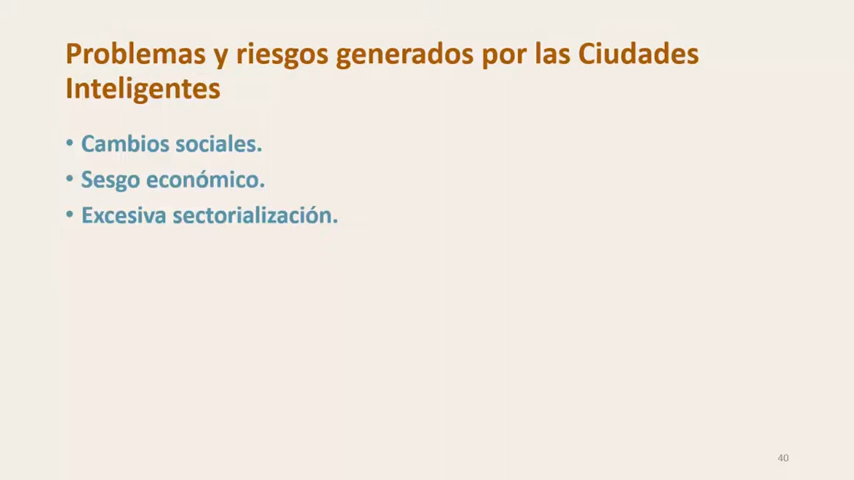 Problemas y riesgos generados por las Ciudades
Inteligentes
• Cambios sociales.
• Sesgo económico.
• Excesiva sectorialización.
40